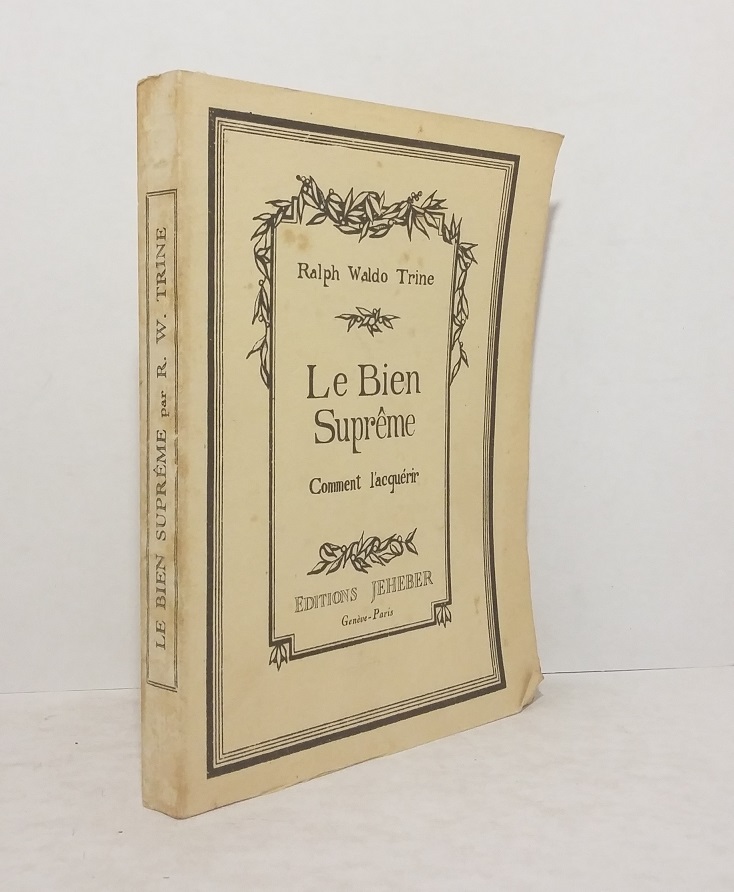 LE BIEN SUPRÊME par R. W. TRINE
Ralph Waldo Trine
Le Bien
Suprême
Comment l'acquérir
EDITIONS JEHEBER
Genève-Paris